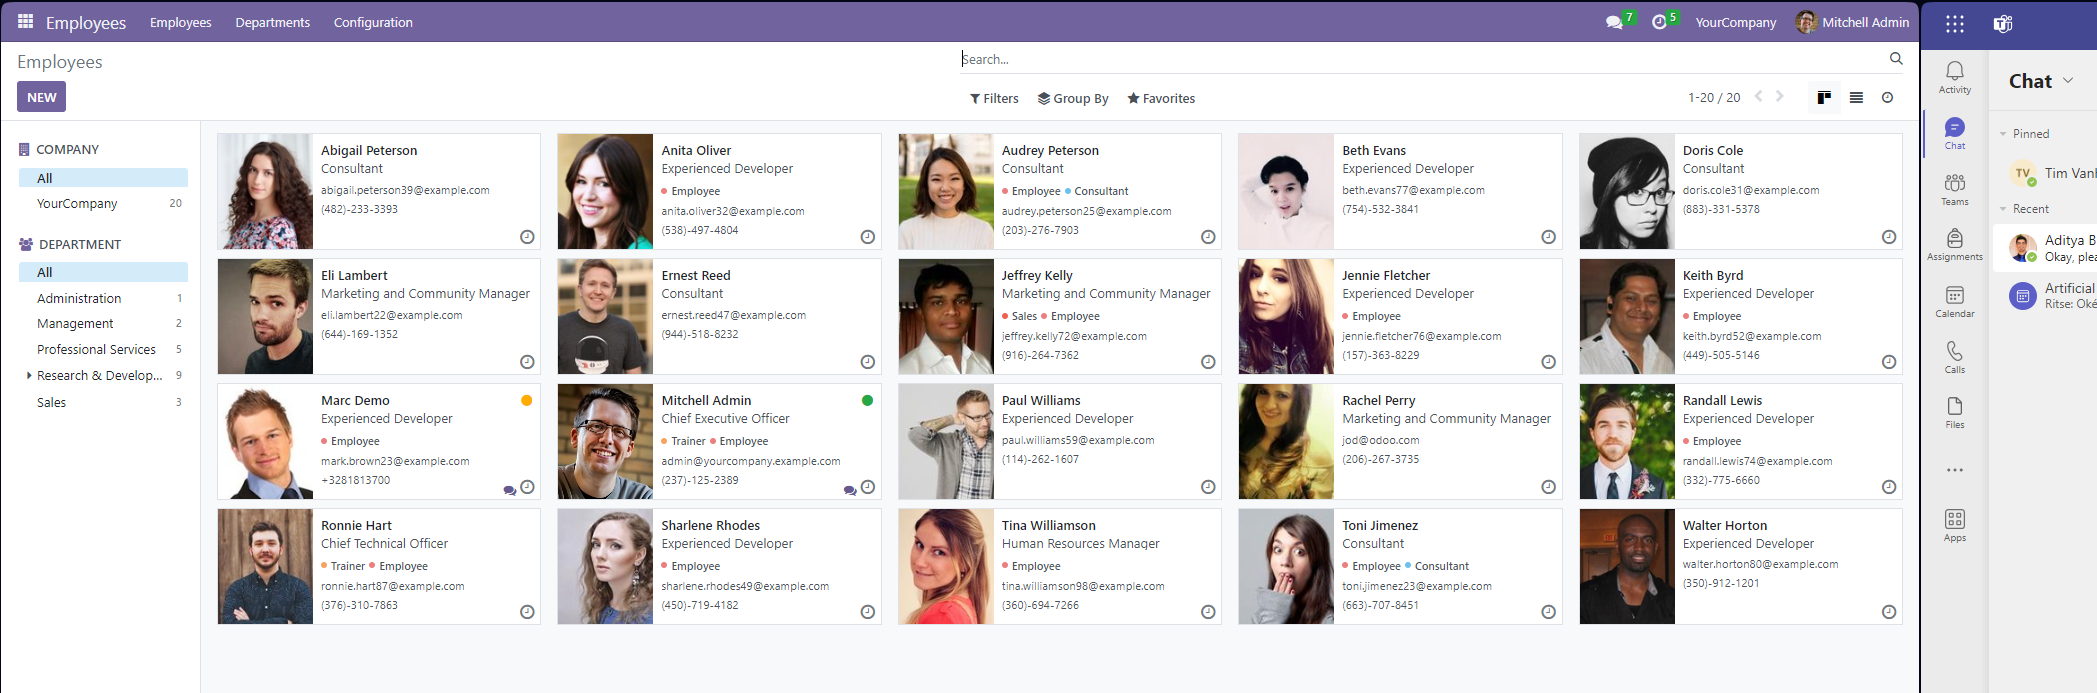 Employees
Employees
Departments
Configuration
7
5
YourCompany
Mitchell Admin
Employees
Search...
NEW
Filters
Group By
Favorites
1-20 / 20
COMPANY
All
YourCompany 20
DEPARTMENT
All
Administration 1
Management 2
Professional Services 5
Research & Develop... 9
Sales 3
Abigail Peterson
Consultant
abigail.peterson39@example.com
(482)-233-3393
Anita Oliver
Experienced Developer
Employee
anita.oliver32@example.com
(538)-497-4804
Audrey Peterson
Consultant
Employee Consultant
audrey.peterson25@example.com
(203)-276-7903
Beth Evans
Experienced Developer
beth.evans77@example.com
(754)-532-3841
Doris Cole
Consultant
doris.cole31@example.com
(883)-331-5378
Eli Lambert
Marketing and Community Manager
eli.lambert22@example.com
(644)-169-1352
Ernest Reed
Consultant
ernest.reed47@example.com
(944)-518-8232
Jeffrey Kelly
Marketing and Community Manager
Sales Employee
jeffrey.kelly72@example.com
(916)-264-7362
Jennie Fletcher
Experienced Developer
Employee
jennie.fletcher76@example.com
(157)-363-8229
Keith Byrd
Experienced Developer
Employee
keith.byrd52@example.com
(449)-505-5146
Marc Demo
Experienced Developer
Employee
mark.brown23@example.com
+3281813700
Mitchell Admin
Chief Executive Officer
Trainer Employee
admin@yourcompany.example.com
(237)-125-2389
Paul Williams
Experienced Developer
paul.williams59@example.com
(114)-262-1607
Rachel Perry
Marketing and Community Manager
jod@odoo.com
(206)-267-3735
Randall Lewis
Experienced Developer
Employee
randall.lewis74@example.com
(332)-775-6660
Ronnie Hart
Chief Technical Officer
Trainer Employee
ronnie.hart87@example.com
(376)-310-7863
Sharlene Rhodes
Experienced Developer
Employee
sharlene.rhodes49@example.com
(450)-719-4182
Tina Williamson
Human Resources Manager
Employee
tina.williamson98@example.com
(360)-694-7266
Toni Jimenez
Consultant
Employee Consultant
toni.jimenez23@example.com
(663)-707-8451
Walter Horton
Experienced Developer
walter.horton80@example.com
(350)-912-1201
Activity
Chat
Teams
Assignments
Calendar
Calls
Files
Apps
Chat
Pinned
TV
Tim
Recent
Aditya B
Okay,
Artificial
Ritse: